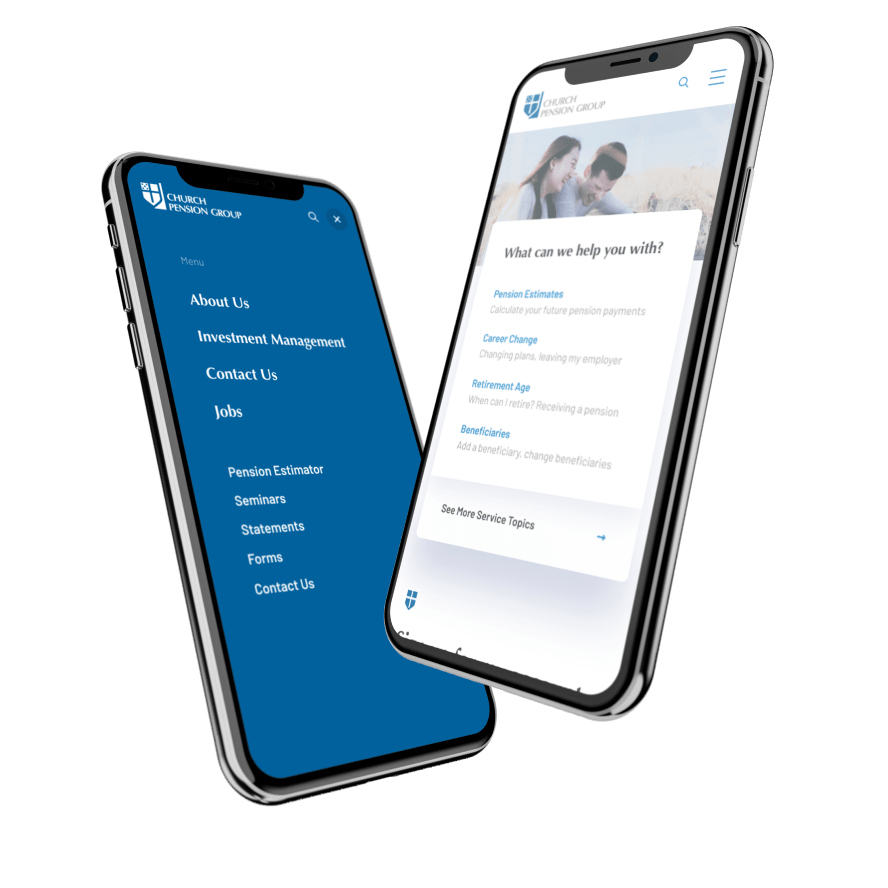 CHURCH
PENSION GROUP
Menu
About Us
Investment Management
Contact Us
Jobs
Pension Estimator
Seminars
Statements
Forms
Contact Us
CHURCH
PENSION GROUP
What can we help you with?
Pension Estimates
Calculate your future pension payments
Career Change
Changing plans, leaving my employer
Retirement Age
When can I retire? Receiving a pension
Beneficiaries
Add a beneficiary, change beneficiaries
See More Service Topics